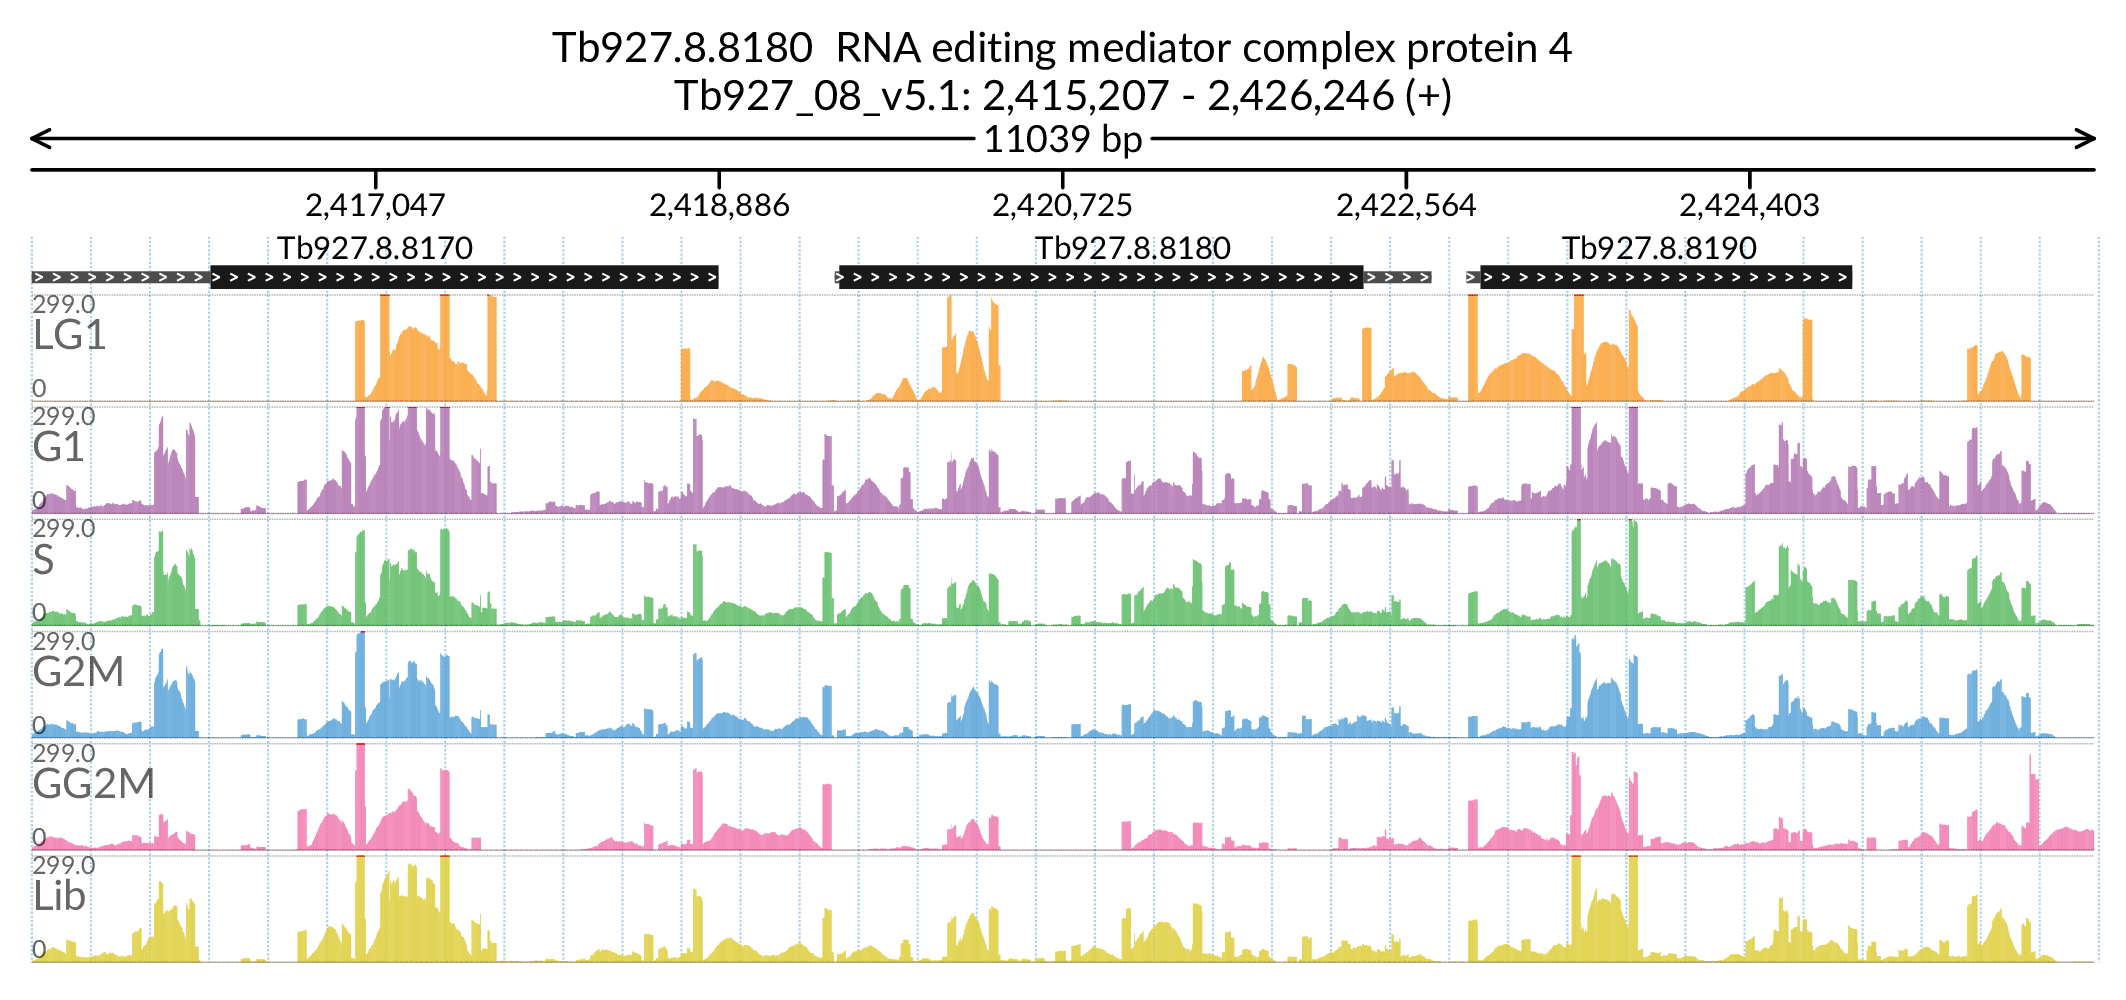 Tb927.8.8180  RNA editing mediator complex protein 4
Tb927_08_v5.1: 2,415,207 - 2,426,246 (+)
11039 bp
2,417,047 2,418,886 2,420,725 2,422,564 2,424,403
Tb927.8.8170 Tb927.8.8180 Tb927.8.8190
299.0
LG1
0
299.0
G1
0
299.0
S
0
299.0
G2M
0
299.0
GG2M
0
299.0
Lib
0